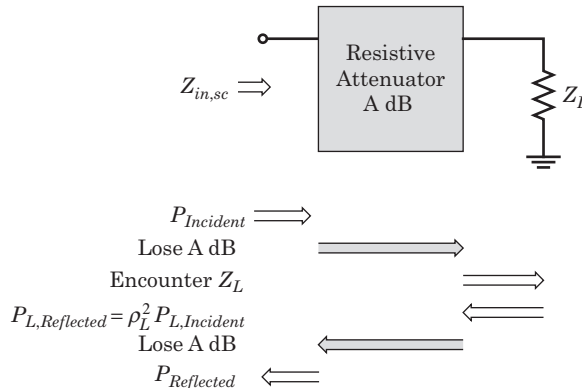 Resistive
Attenuator
A dB
Z_{in,sc}
Z_L
P_{Incident}
Lose A dB
Encounter Z_L
P_{L,Reflected} = ρ_L^2 P_{L,Incident}
Lose A dB
P_{Reflected}